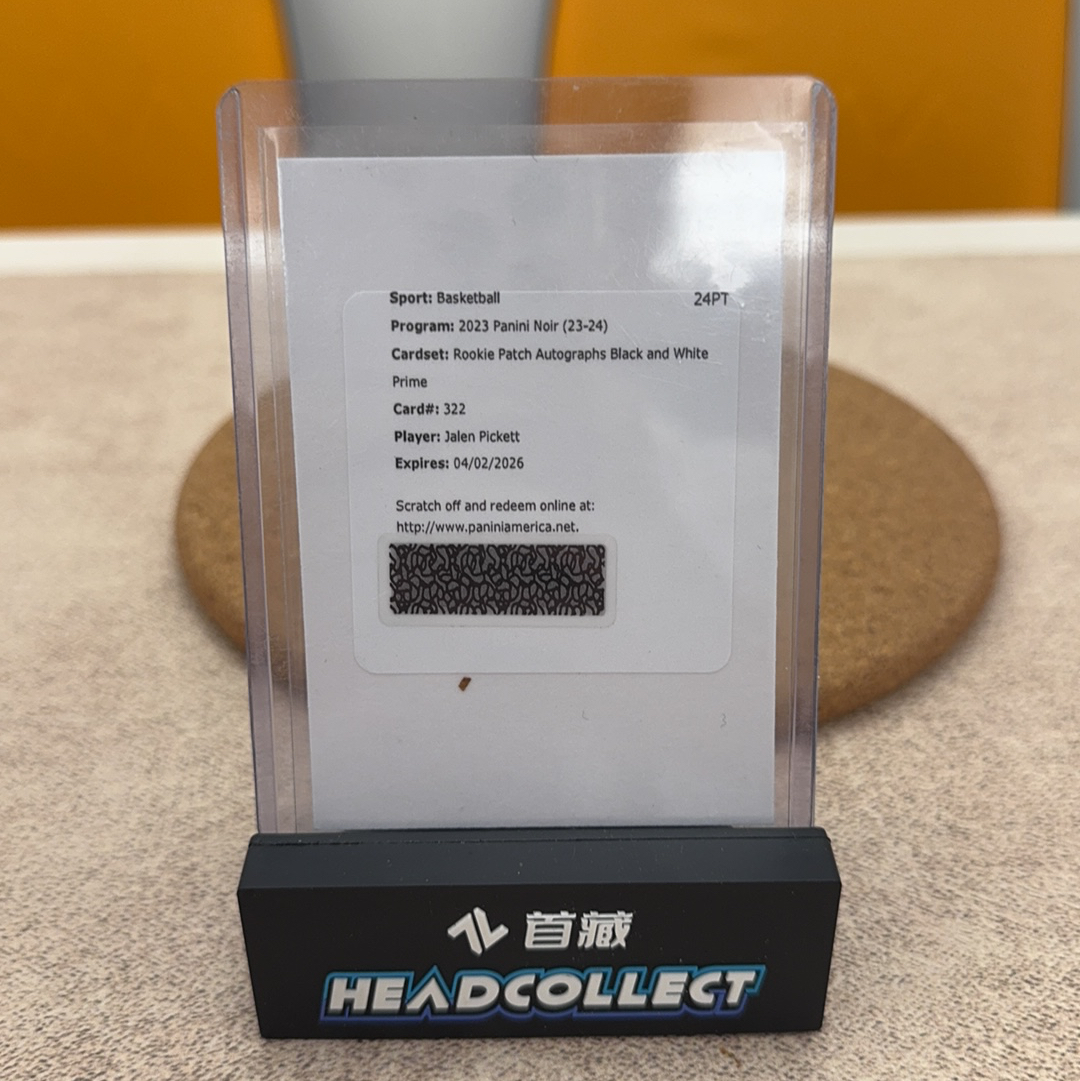 Sport: Basketball 24PT
Program: 2023 Panini Noir (23-24)
Cardset: Rookie Patch Autographs Black and White
Prime
Card#: 322
Player: Jalen Pickett
Expires: 04/02/2026
Scratch off and redeem online at:
http://www.paniniamerica.net.
首藏
HEADCOLLECT